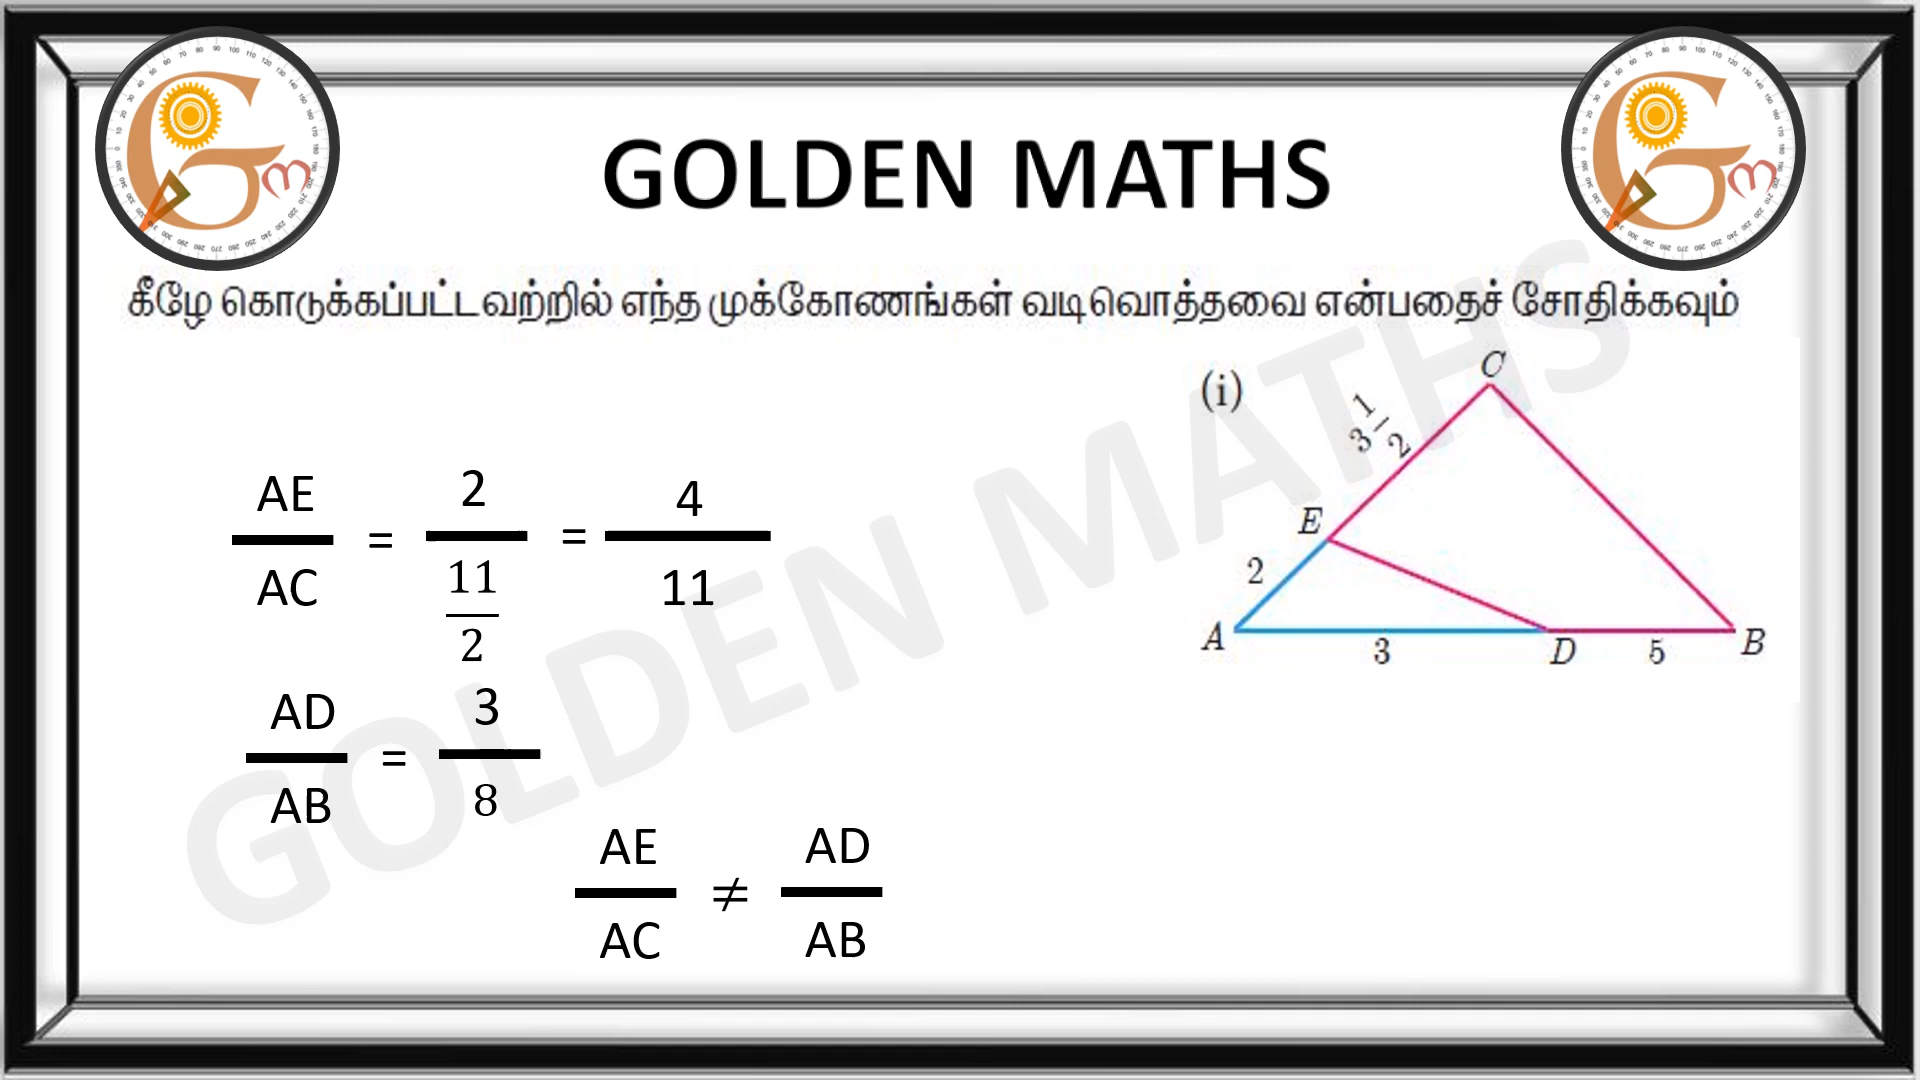 GOLDEN MATHS
கீழே கொடுக்கப்பட்டவற்றில் எந்த முக்கோணங்கள் வடிவொத்தவை என்பதைச் சோதிக்கவும்
(i)
C
3 1/2
E
2
A
3
D
5
B
AE/AC = 2/(11/2) = 4/11
AD/AB = 3/8
AE/AC ≠ AD/AB
GOLDEN MATHS